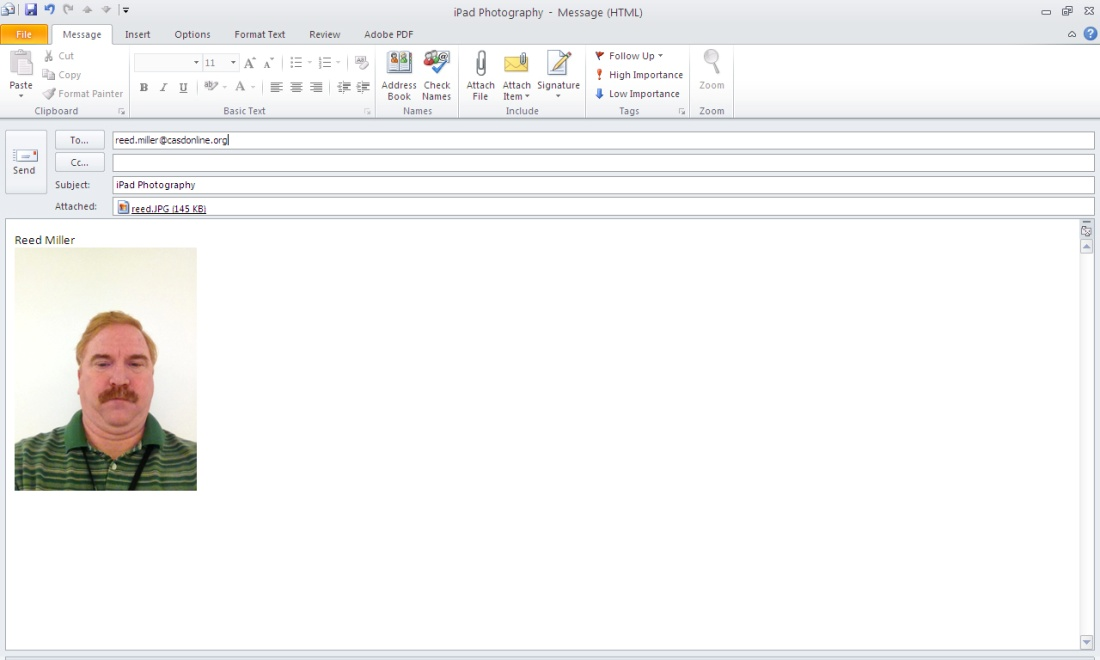 iPad Photography - Message (HTML)
File Message Insert Options Format Text Review Adobe PDF
Paste
Cut
Copy
Format Painter
Clipboard
11
A A
B I U A
Basic Text
Address Book
Check Names
Names
Attach File
Attach Item
Signature
Include
Follow Up
High Importance
Low Importance
Tags
Zoom
Zoom
Send
To... reed.miller@casdonline.org
Cc...
Subject: iPad Photography
Attached: reed.JPG (145 KB)
Reed Miller